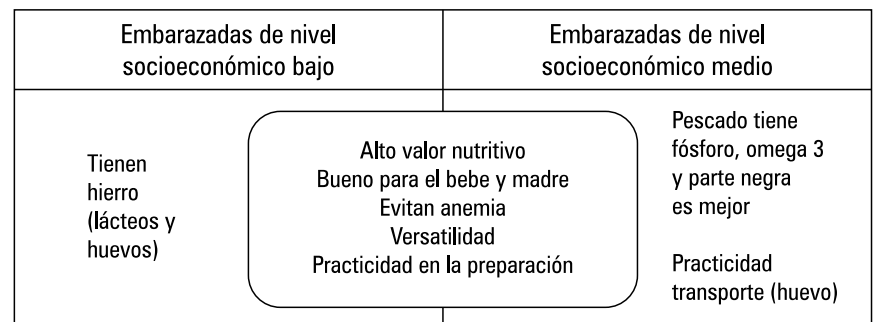 Embarazadas de nivel
socioeconómico bajo
Embarazadas de nivel
socioeconómico medio
Tienen
hierro
(lácteos y
huevos)
Alto valor nutritivo
Bueno para el bebe y madre
Evitan anemia
Versatilidad
Practicidad en la preparación
Pescado tiene
fósforo, omega 3
y parte negra
es mejor
Practicidad
transporte (huevo)